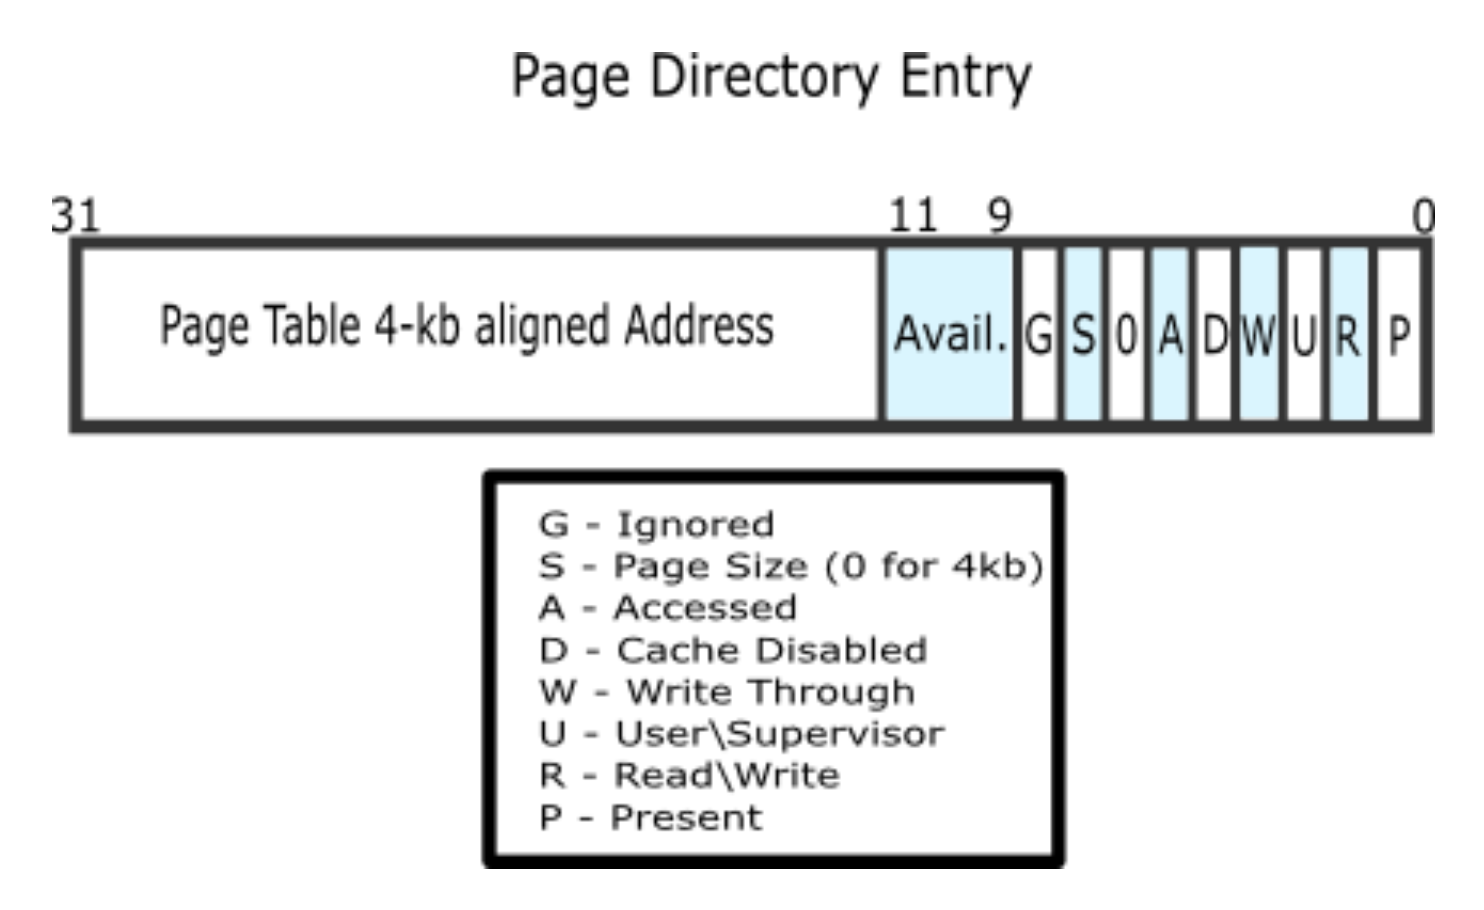 Page Directory Entry
31 11 9 0
Page Table 4-kb aligned Address Avail. G S 0 A D W U R P
G - Ignored
S - Page Size (0 for 4kb)
A - Accessed
D - Cache Disabled
W - Write Through
U - User\Supervisor
R - Read\Write
P - Present